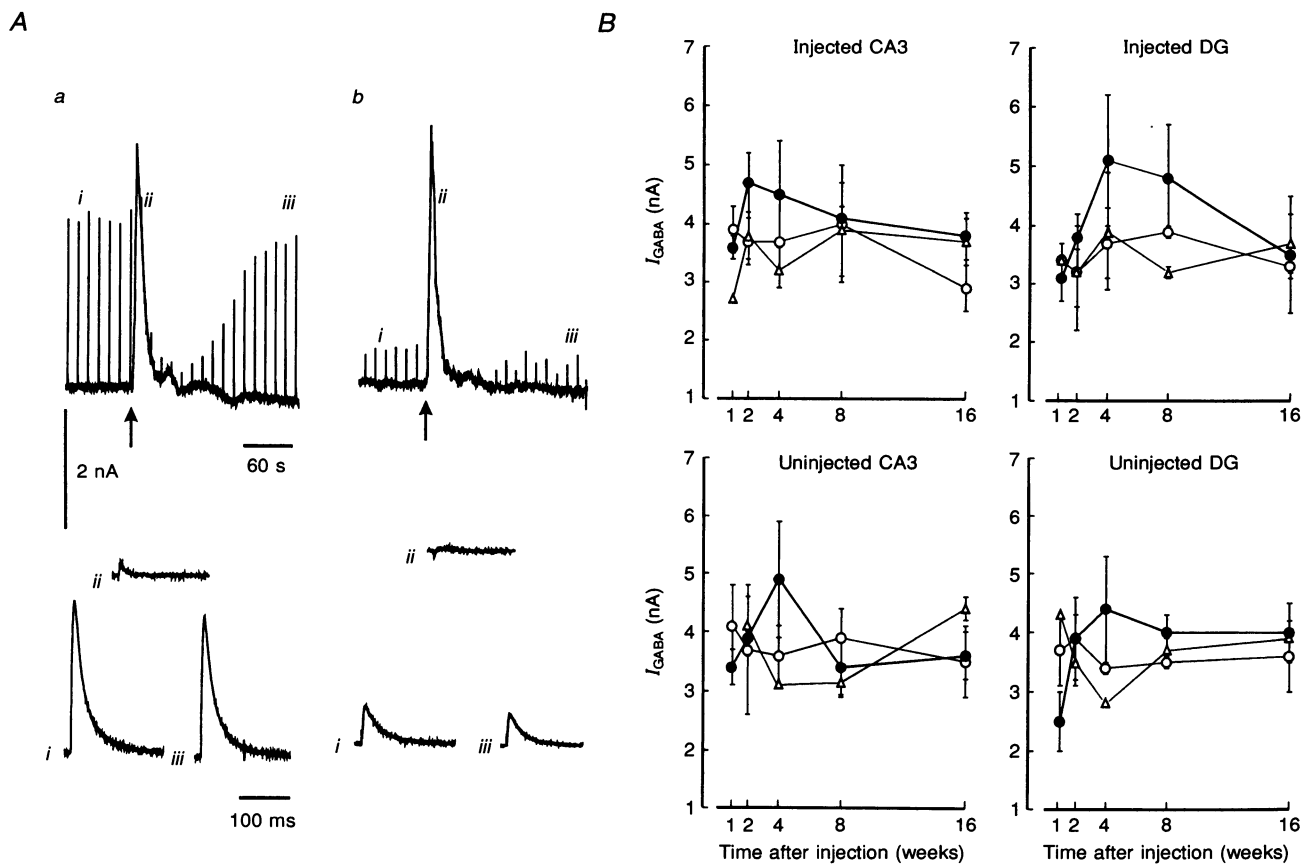 A
a
b
i
ii
iii
i
ii
iii
2 nA
60 s
ii
ii
i
iii
i
iii
100 ms
B
Injected CA3
7
6
5
4
3
2
1
I_GABA (nA)
1 2 4 8 16
Injected DG
7
6
5
4
3
2
1
1 2 4 8 16
Uninjected CA3
7
6
5
4
3
2
1
I_GABA (nA)
1 2 4 8 16
Time after injection (weeks)
Uninjected DG
7
6
5
4
3
2
1
1 2 4 8 16
Time after injection (weeks)